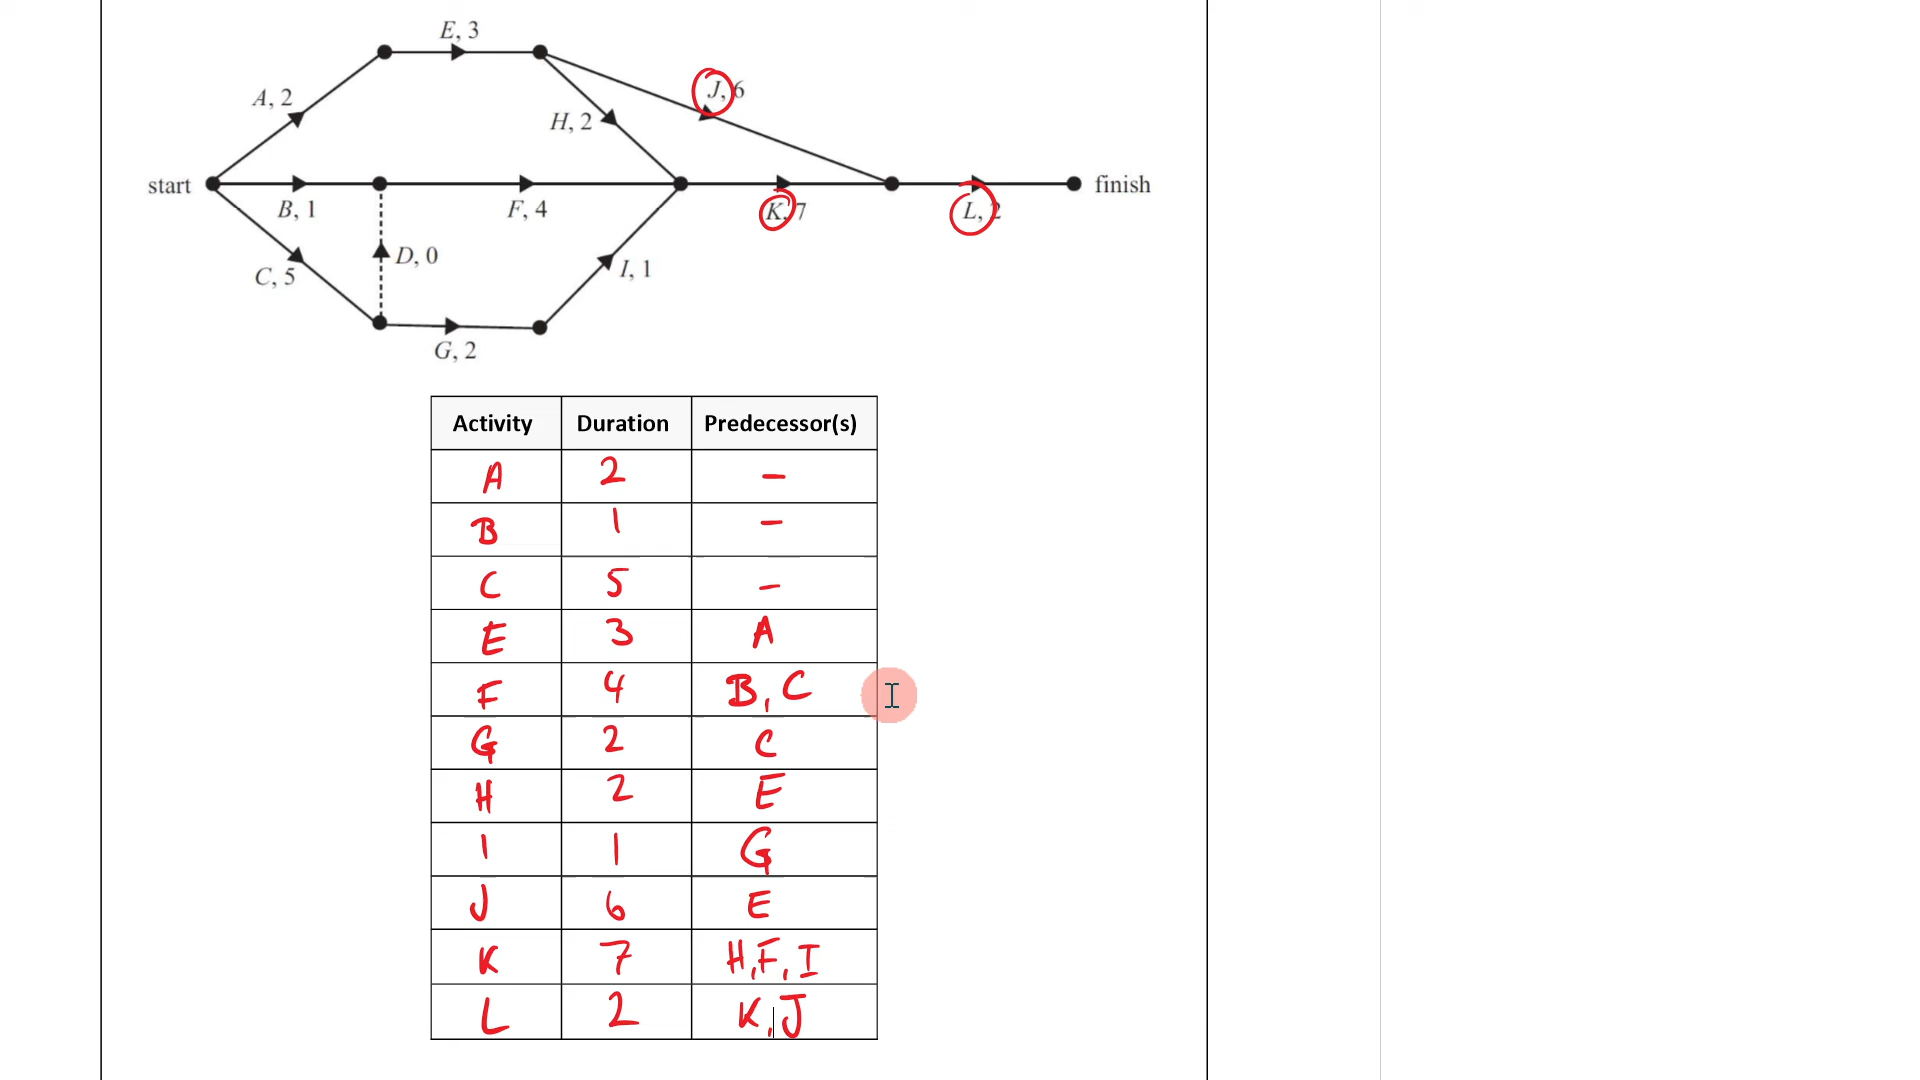 E, 3
A, 2
J, 6
H, 2
start
finish
B, 1
F, 4
K, 7
L, 2
D, 0
C, 5
I, 1
G, 2
Activity Duration Predecessor(s)
A 2 -
B 1 -
C 5 -
E 3 A
F 4 B, C
G 2 C
H 2 E
I 1 G
J 6 E
K 7 H, F, I
L 2 K, J